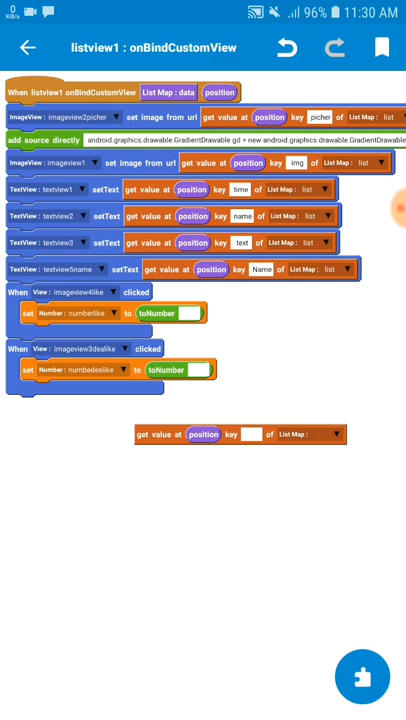 0
KB/s
96% 11:30 AM
listview1 : onBindCustomView
When listview1 onBindCustomView List Map : data position
ImageView : imageview2picher set image from url get value at position key picher of List Map : list
add source directly android.graphics.drawable.GradientDrawable gd = new android.graphics.drawable.GradientDrawable
ImageView : imageview1 set image from url get value at position key img of List Map : list
TextView : textview1 setText get value at position key time of List Map : list
TextView : textview2 setText get value at position key name of List Map : list
TextView : textview3 setText get value at position key text of List Map : list
TextView : textview5name setText get value at position key Name of List Map : list
When View : imageview4like clicked
set Number : numberlike to toNumber
When View : imageview3dealike clicked
set Number : numbedeslike to toNumber
get value at position key of List Map :